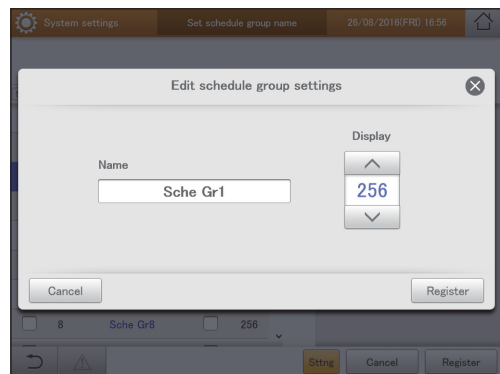 System settings
Set schedule group name
26/08/2016(FRI) 16:56
Edit schedule group settings
Display
Name
Sche Gr1
256
Cancel
Register
8
Sche Gr8
256
Sttng
Cancel
Register